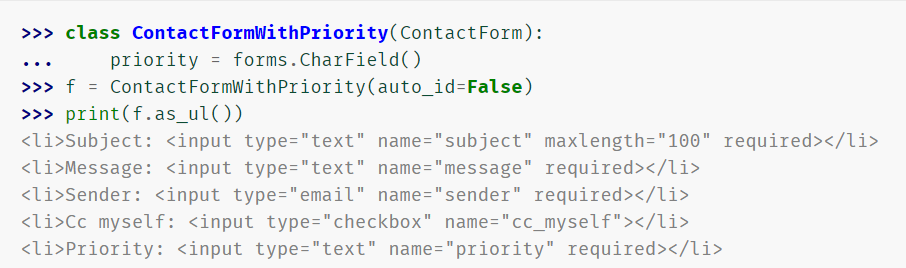 >>> class ContactFormWithPriority(ContactForm):
...     priority = forms.CharField()
>>> f = ContactFormWithPriority(auto_id=False)
>>> print(f.as_ul())
<li>Subject: <input type="text" name="subject" maxlength="100" required></li>
<li>Message: <input type="text" name="message" required></li>
<li>Sender: <input type="email" name="sender" required></li>
<li>Cc myself: <input type="checkbox" name="cc_myself"></li>
<li>Priority: <input type="text" name="priority" required></li>